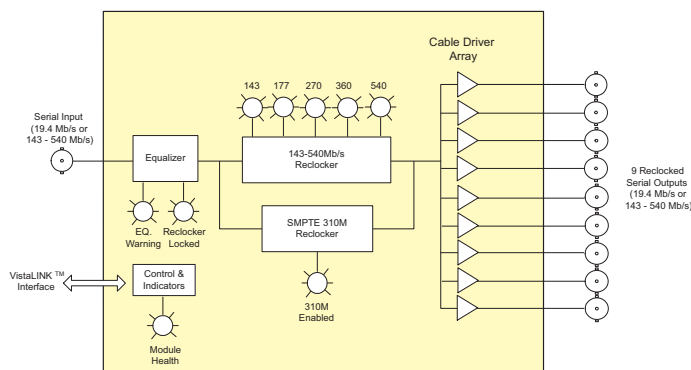 Cable Driver
Array
143 177 270 360 540
Serial Input
(19.4 Mb/s or
143 - 540 Mb/s)
Equalizer
143-540Mb/s
Reclocker
9 Reclocked
Serial Outputs
(19.4 Mb/s or
143 - 540 Mb/s)
EQ.
Warning
Reclocker
Locked
SMPTE 310M
Reclocker
VistaLINK TM
Interface
Control &
Indicators
310M
Enabled
Module
Health